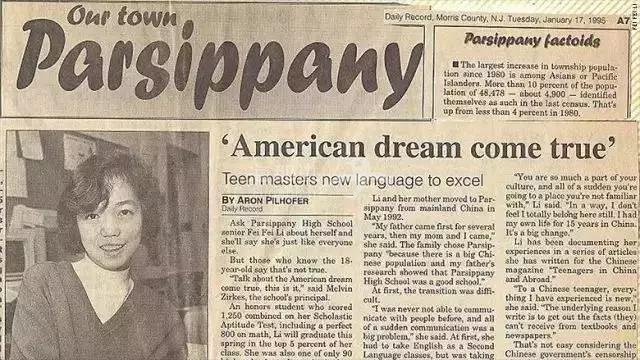 Our town
Parsippany
Daily Record, Morris County, N.J. Tuesday, January 17, 1995 A7
Parsippany factoids
■ The largest increase in township popula-
tion since 1980 is among Asians or Pacific
Islanders. More than 10 percent of the popu-
lation of 48,478 — about 4,900 — identified
themselves as such in the last census. That's
up from less than 4 percent in 1980.
'American dream come true'
Teen masters new language to excel
BY ARON PILHOFER
Daily Record
Ask Parsippany High School
senior Fei Fei Li about herself and
she'll say she's just like everyone
else.
But those who know the 18-
year-old say that's not true.
"Talk about the American dream
come true, this is it," said Melvin
Zirkes, the school's principal.
An honors student who scored
1,250 combined on her Scholastic
Aptitude Test, including a perfect
800 on math, Li will graduate this
spring in the top 5 percent of her
class. She was also one of only 90
Li and her mother moved to Par-
sippany from mainland China in
May 1992.
"My father came first for several
years, then my mom and I came,"
she said. The family chose Parsip-
pany "because there is a big Chi-
nese population and my father's
research showed that Parsippany
High School was a good school."
At first, the transition was diffi-
cult.
"I was never not able to commu-
nicate with people before, and all
of a sudden communication was a
big problem," she said. At first, she
had to take English as a Second
Language classes, but was taking
"You are so much a part of your
culture, and all of a sudden you're
going to a place you're not familiar
with," Li said. "In a way, I don't
feel I totally belong here still. I had
my own life for 15 years in China.
It's a big change."
Li has been documenting her
experiences in a series of articles
she has written for the Chinese
magazine "Teenagers in China
and Abroad."
"To a Chinese teenager, every-
thing I have experienced is new,"
she said. "The underlying reason I
write is to get out the facts (they)
can't receive from textbooks and
newspapers."
That's not easy considering the
Chinese government's censorship